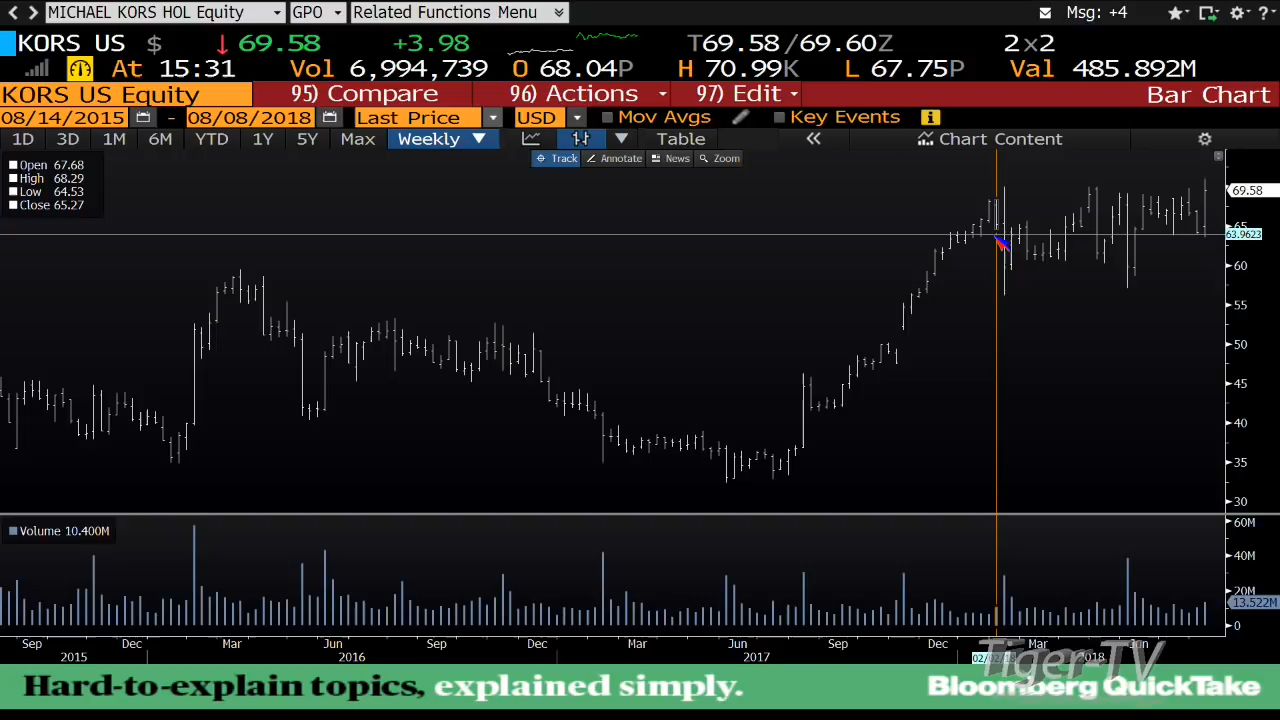 MICHAEL KORS HOL Equity GPO Related Functions Menu Msg: +4
KORS US $ 69.58 +3.98 T69.58/69.60Z 2x2
At 15:31 Vol 6,994,739 O 68.04P H 70.99K L 67.75P Val 485.892M
KORS US Equity 95) Compare 96) Actions 97) Edit Bar Chart
08/14/2015 - 08/08/2018 Last Price USD Mov Avgs Key Events
1D 3D 1M 6M YTD 1Y 5Y Max Weekly Table « Chart Content
Track Annotate News Zoom
Open 67.68
High 68.29
Low 64.53
Close 65.27
69.58
65
63.9623
60
55
50
45
40
35
30
Volume 10.400M
60M
40M
20M
13.522M
0
Sep Dec Mar Jun Sep Dec Mar Jun Sep Dec Mar Jun
2015 2016 2017 02/02/18 2018
TigerTV
Hard-to-explain topics, explained simply. Bloomberg QuickTake